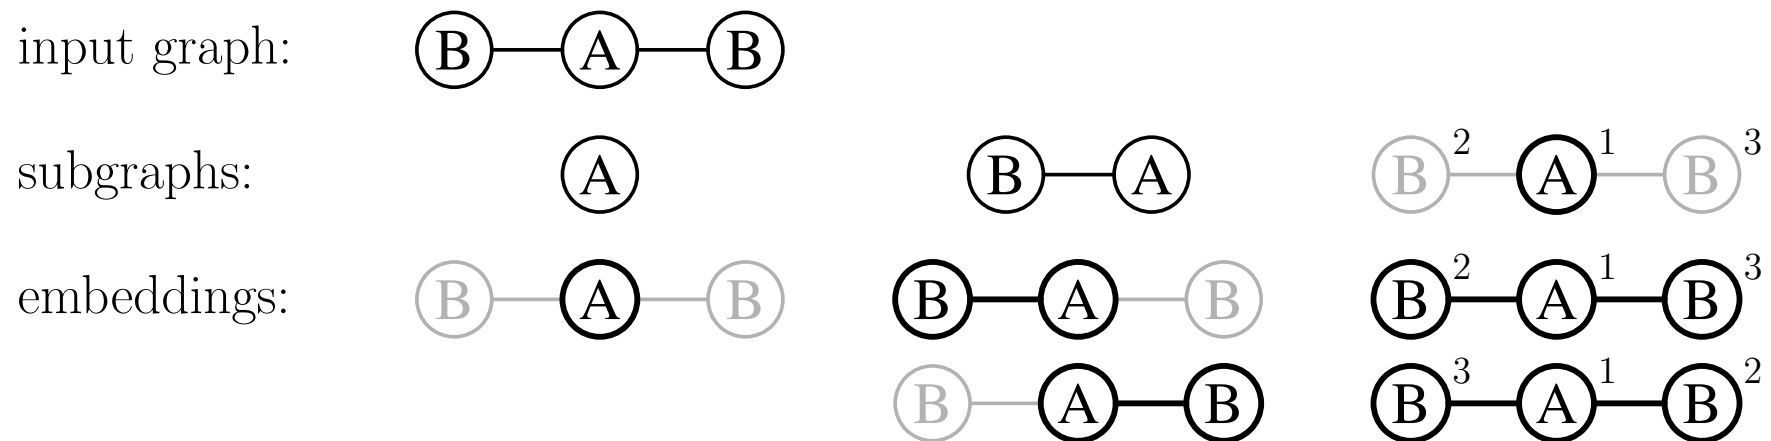 input graph: B A B
subgraphs: A B A B 2 A 1 B 3
embeddings: B A B B A B B 2 A 1 B 3
B A B B 3 A 1 B 2